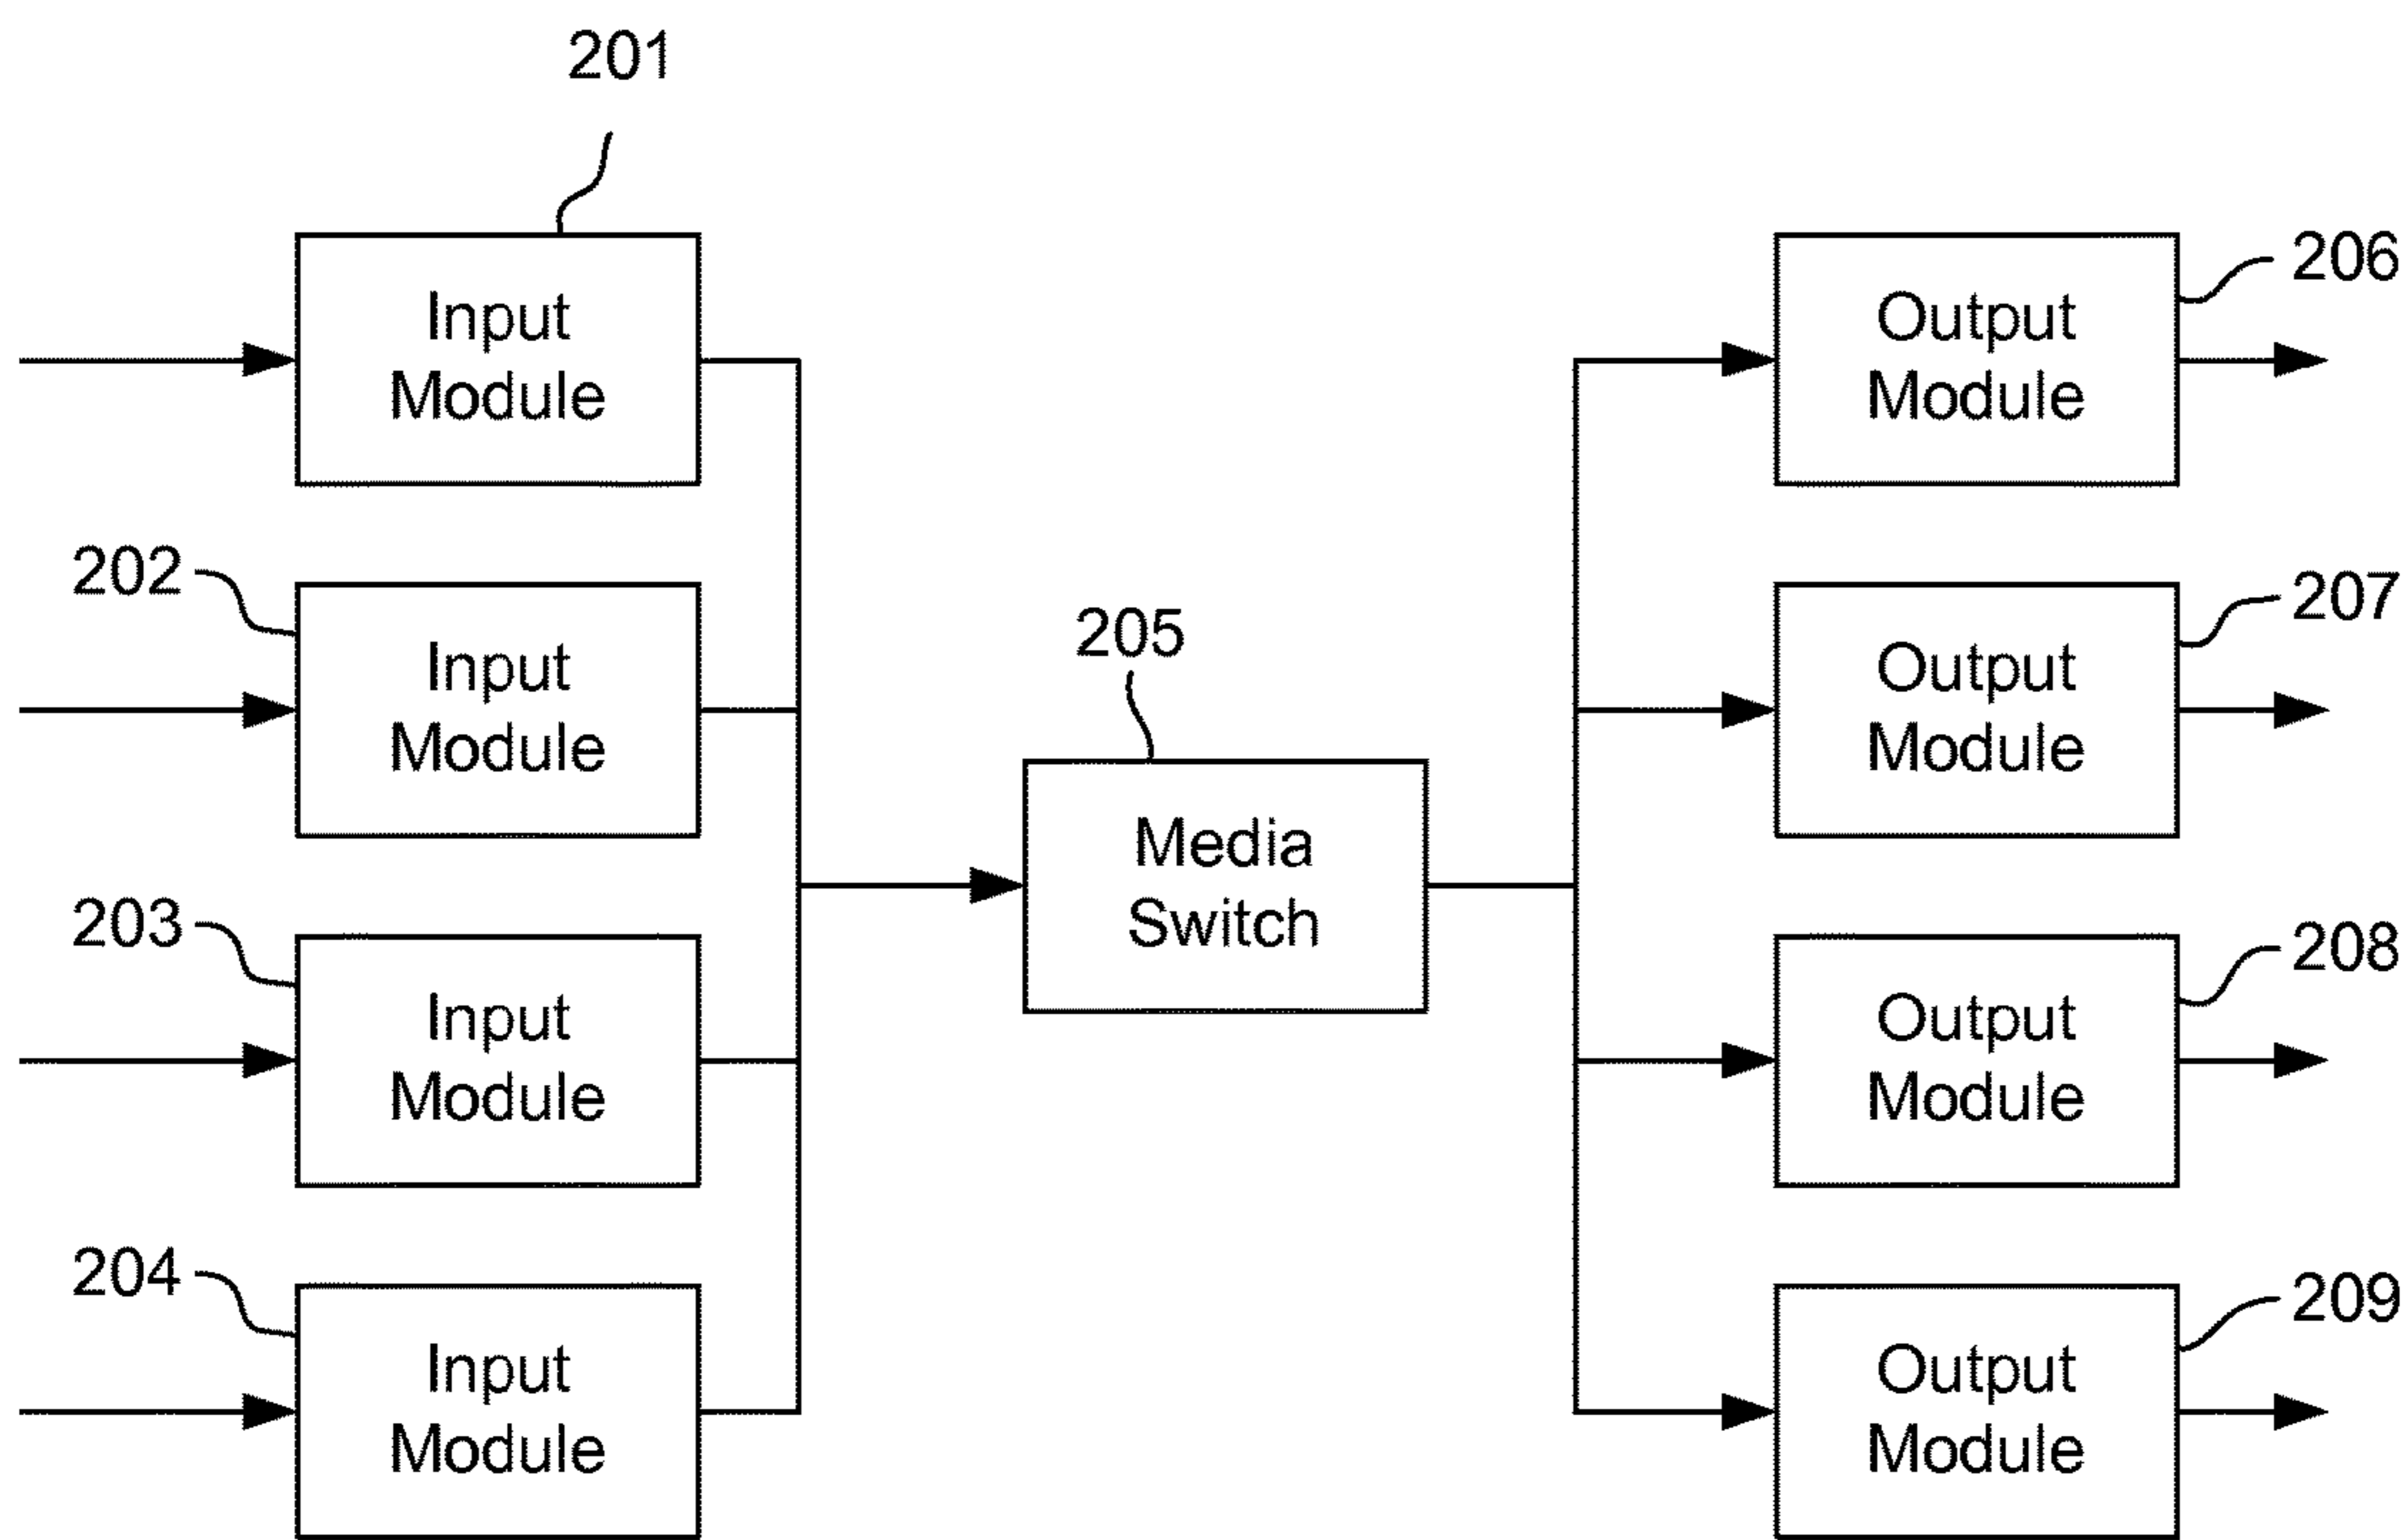 201
Input
Module
202
Input
Module
203
Input
Module
204
Input
Module
205
Media
Switch
206
Output
Module
207
Output
Module
208
Output
Module
209
Output
Module